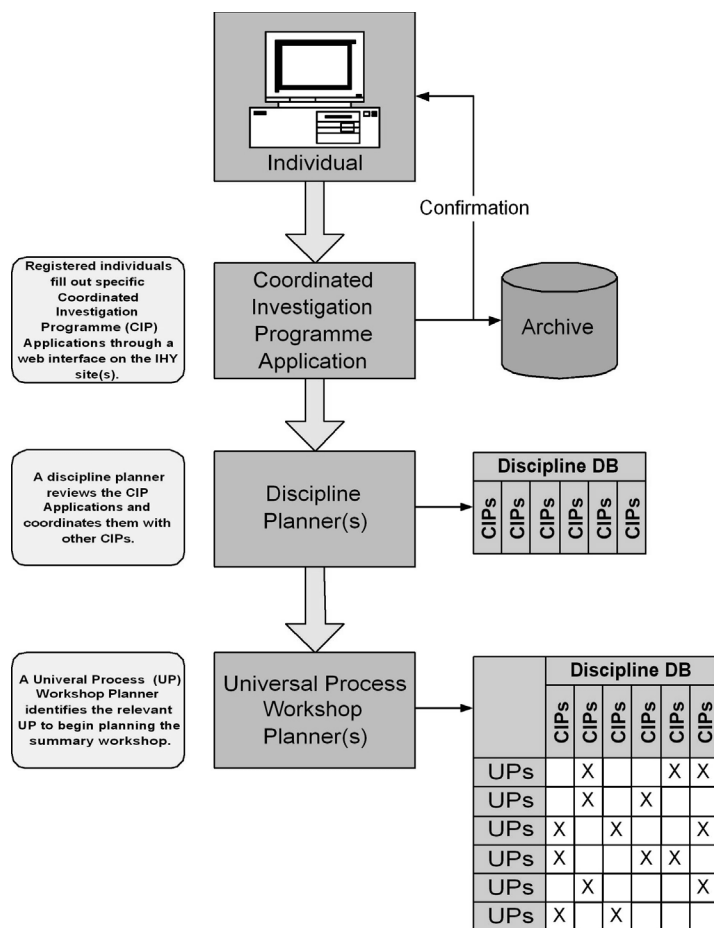 Individual
Confirmation
Registered individuals
fill out specific
Coordinated
Investigation
Programme (CIP)
Applications through a
web interface on the IHY
site(s).
Coordinated
Investigation
Programme
Application
Archive
A discipline planner
reviews the CIP
Applications and
coordinates them with
other CIPs.
Discipline
Planner(s)
Discipline DB
CIPs CIPs CIPs CIPs CIPs CIPs
A Univeral Process (UP)
Workshop Planner
identifies the relevant
UP to begin planning the
summary workshop.
Universal Process
Workshop
Planner(s)
Discipline DB
CIPs CIPs CIPs CIPs CIPs CIPs
UPs X X X
UPs X X
UPs X X X
UPs X X X
UPs X X
UPs X X